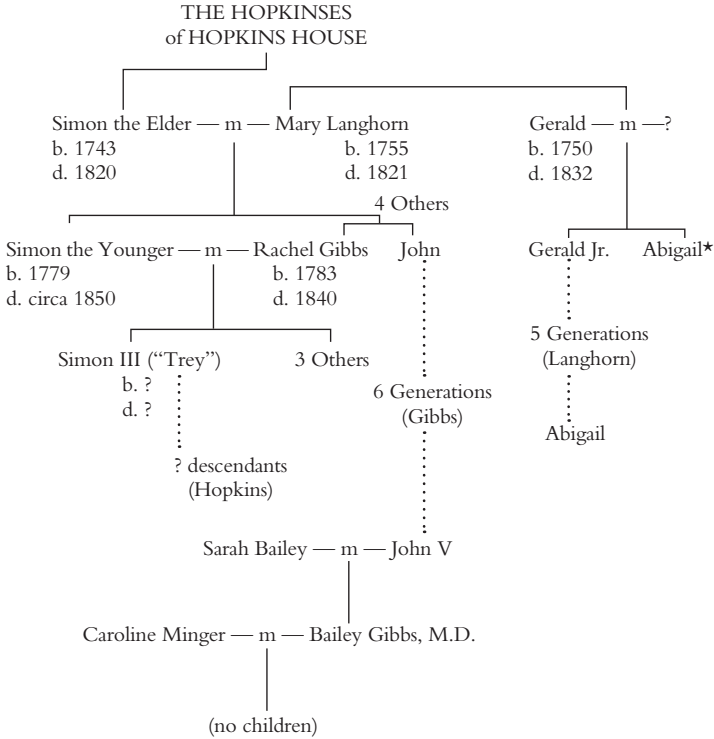 THE HOPKINSES
of HOPKINS HOUSE
Simon the Elder — m — Mary Langhorn
b. 1743
d. 1820
b. 1755
d. 1821
Gerald — m —?
b. 1750
d. 1832
4 Others
Simon the Younger — m — Rachel Gibbs
b. 1779
d. circa 1850
b. 1783
d. 1840
John
Gerald Jr.
Abigail★
Simon III (“Trey”)
b. ?
d. ?
3 Others
5 Generations
(Langhorn)
6 Generations
(Gibbs)
Abigail
? descendants
(Hopkins)
Sarah Bailey — m — John V
Caroline Minger — m — Bailey Gibbs, M.D.
(no children)